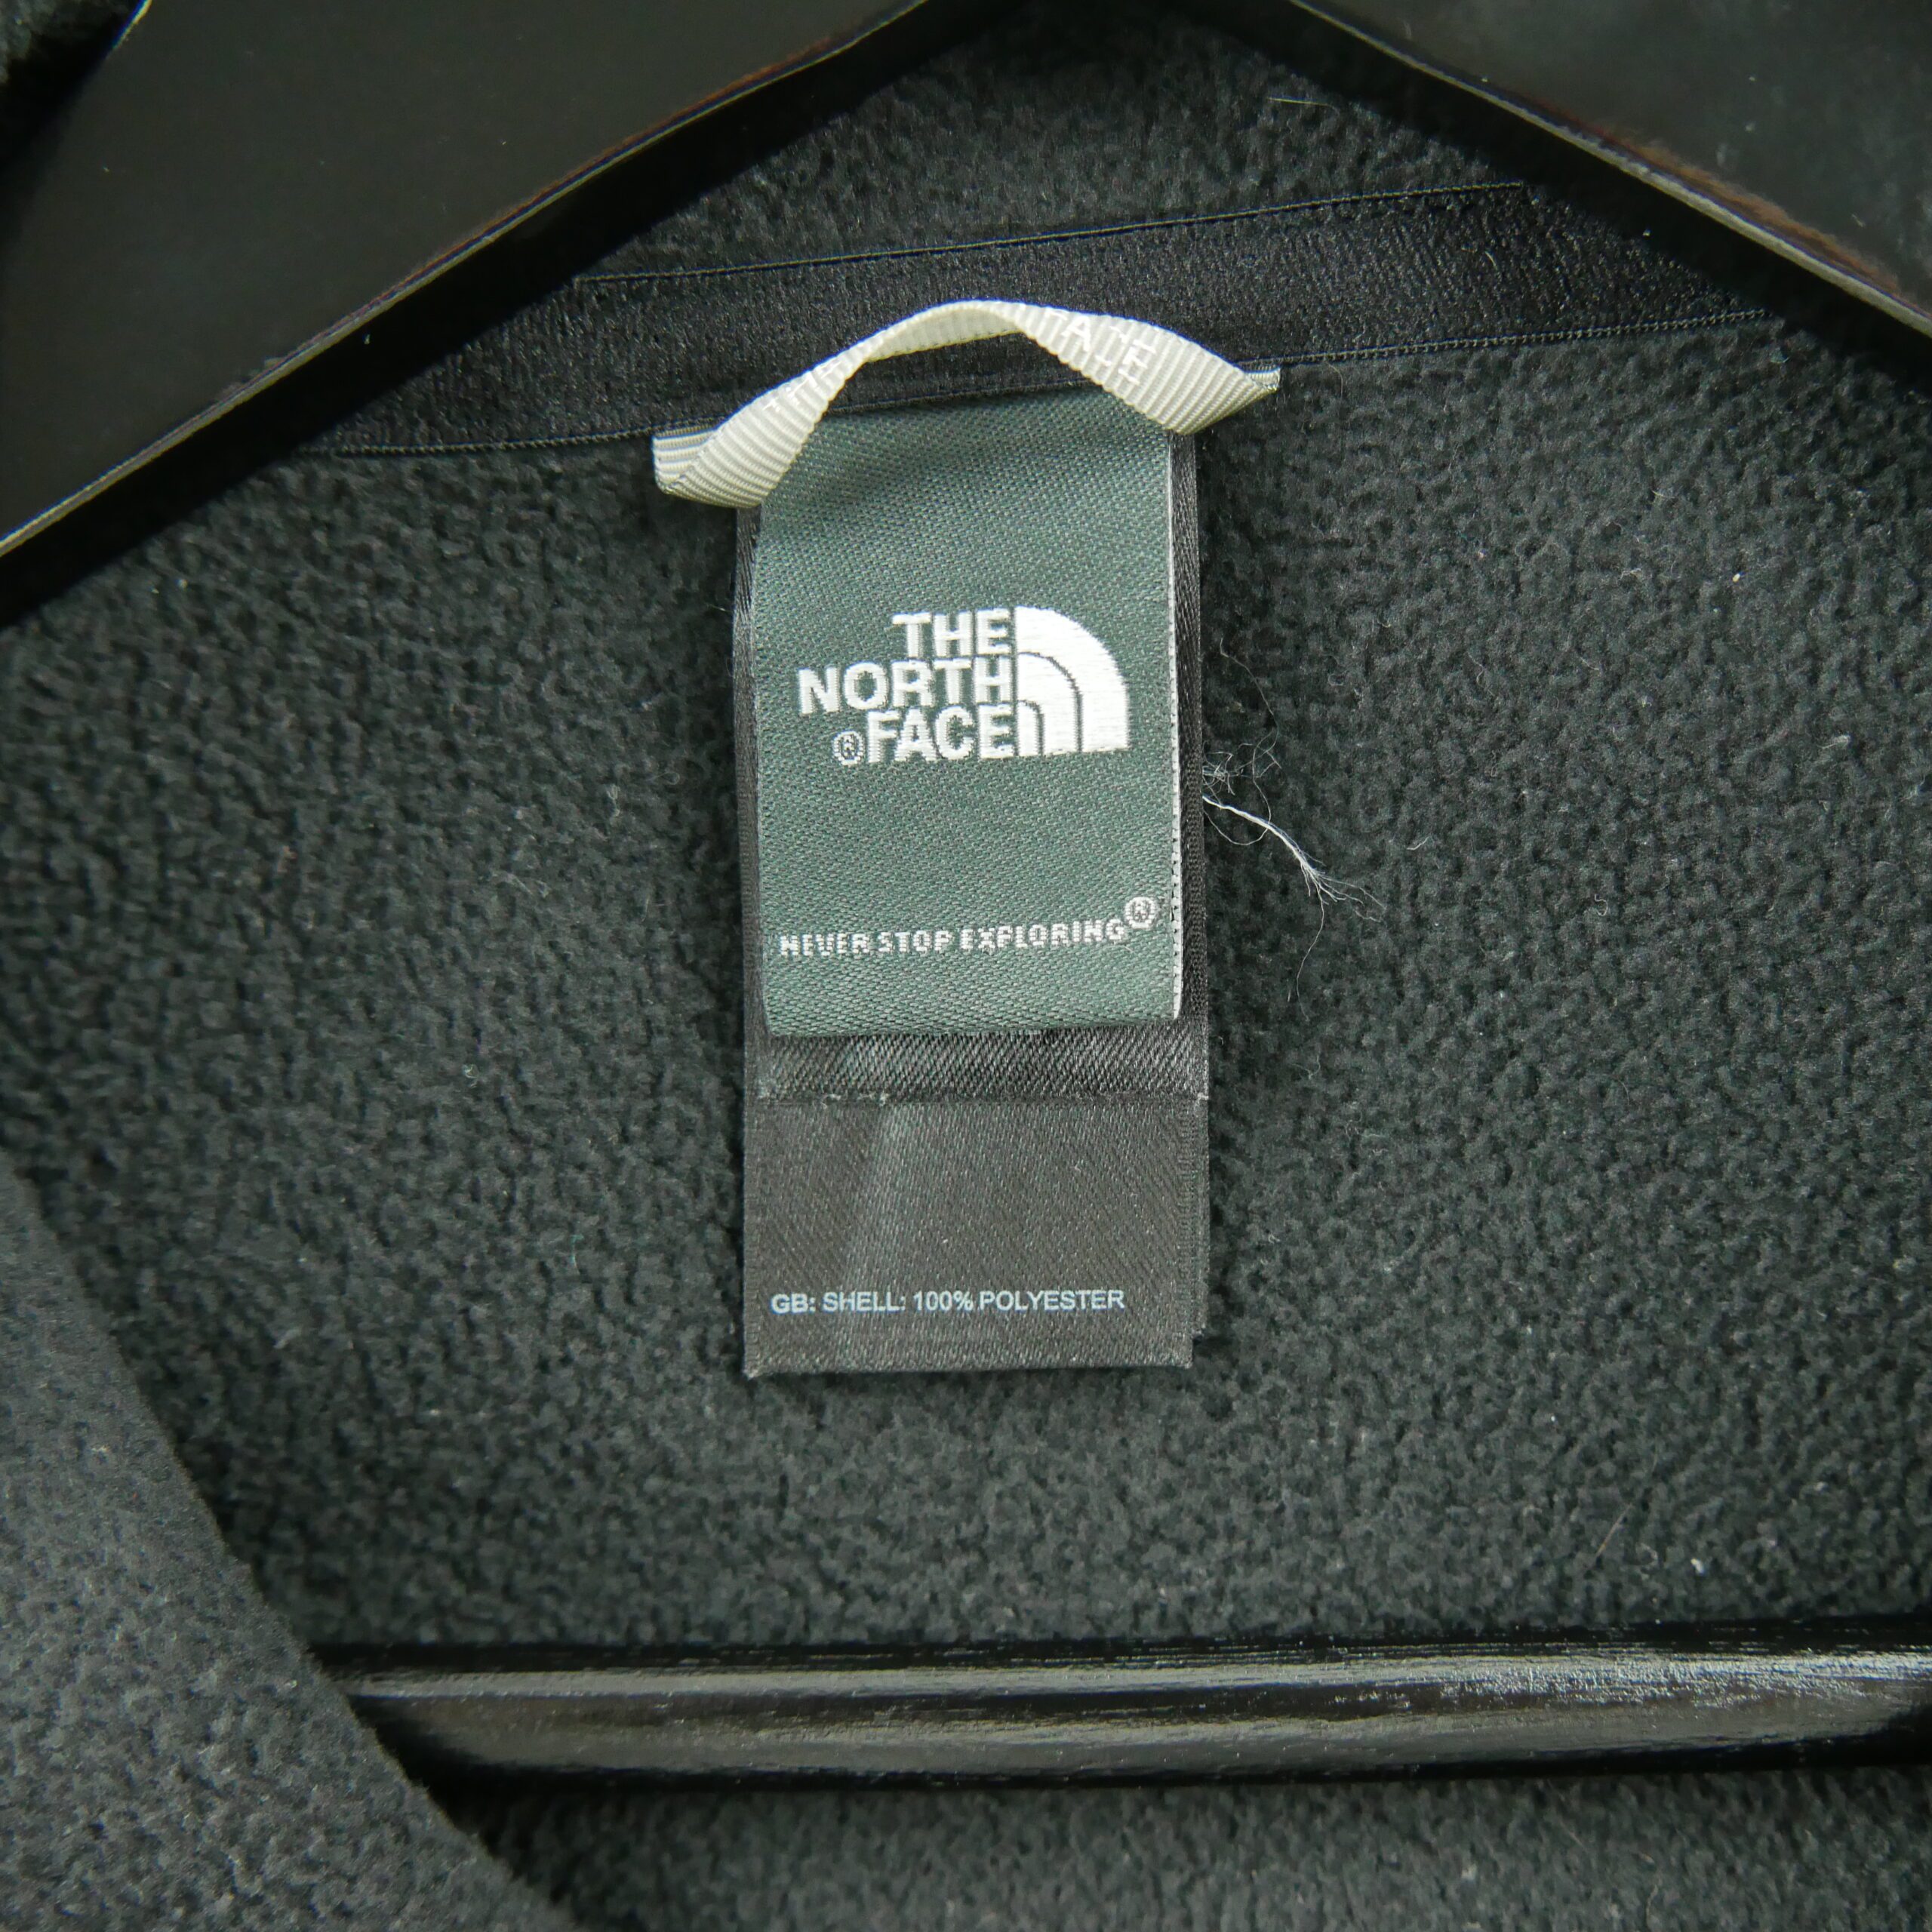 THE
NORTH
®FACE
NEVER STOP EXPLORING®
GB: SHELL: 100% POLYESTER